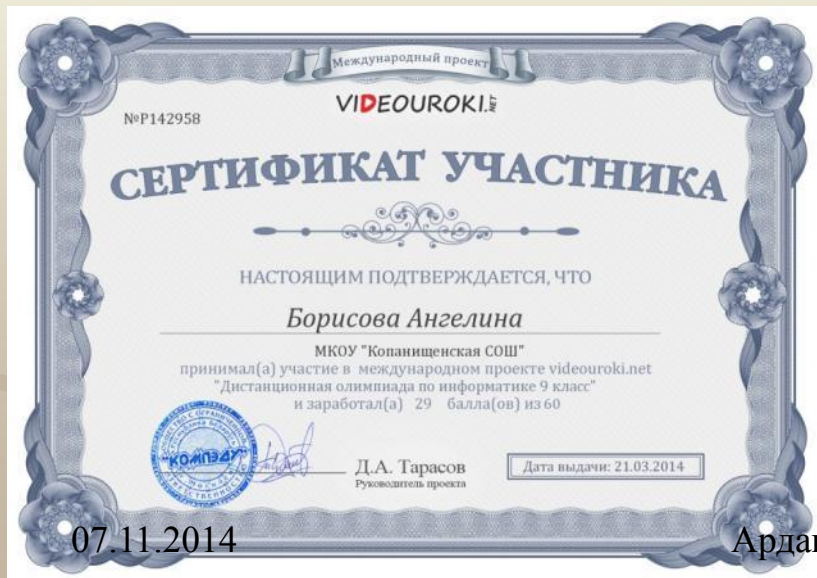 Международный проект
VIDEOUROKI.NET
№P142958
СЕРТИФИКАТ УЧАСТНИКА
НАСТОЯЩИМ ПОДТВЕРЖДАЕТСЯ, ЧТО
Борисова Ангелина
МКОУ "Копанищенская СОШ"
принимал(а) участие в международном проекте videouroki.net
"Дистанционная олимпиада по информатике 9 класс"
и заработал(а) 29 балла(ов) из 60
"КОМПЭДУ"
Д.А. Тарасов
Руководитель проекта
Дата выдачи: 21.03.2014
07.11.2014